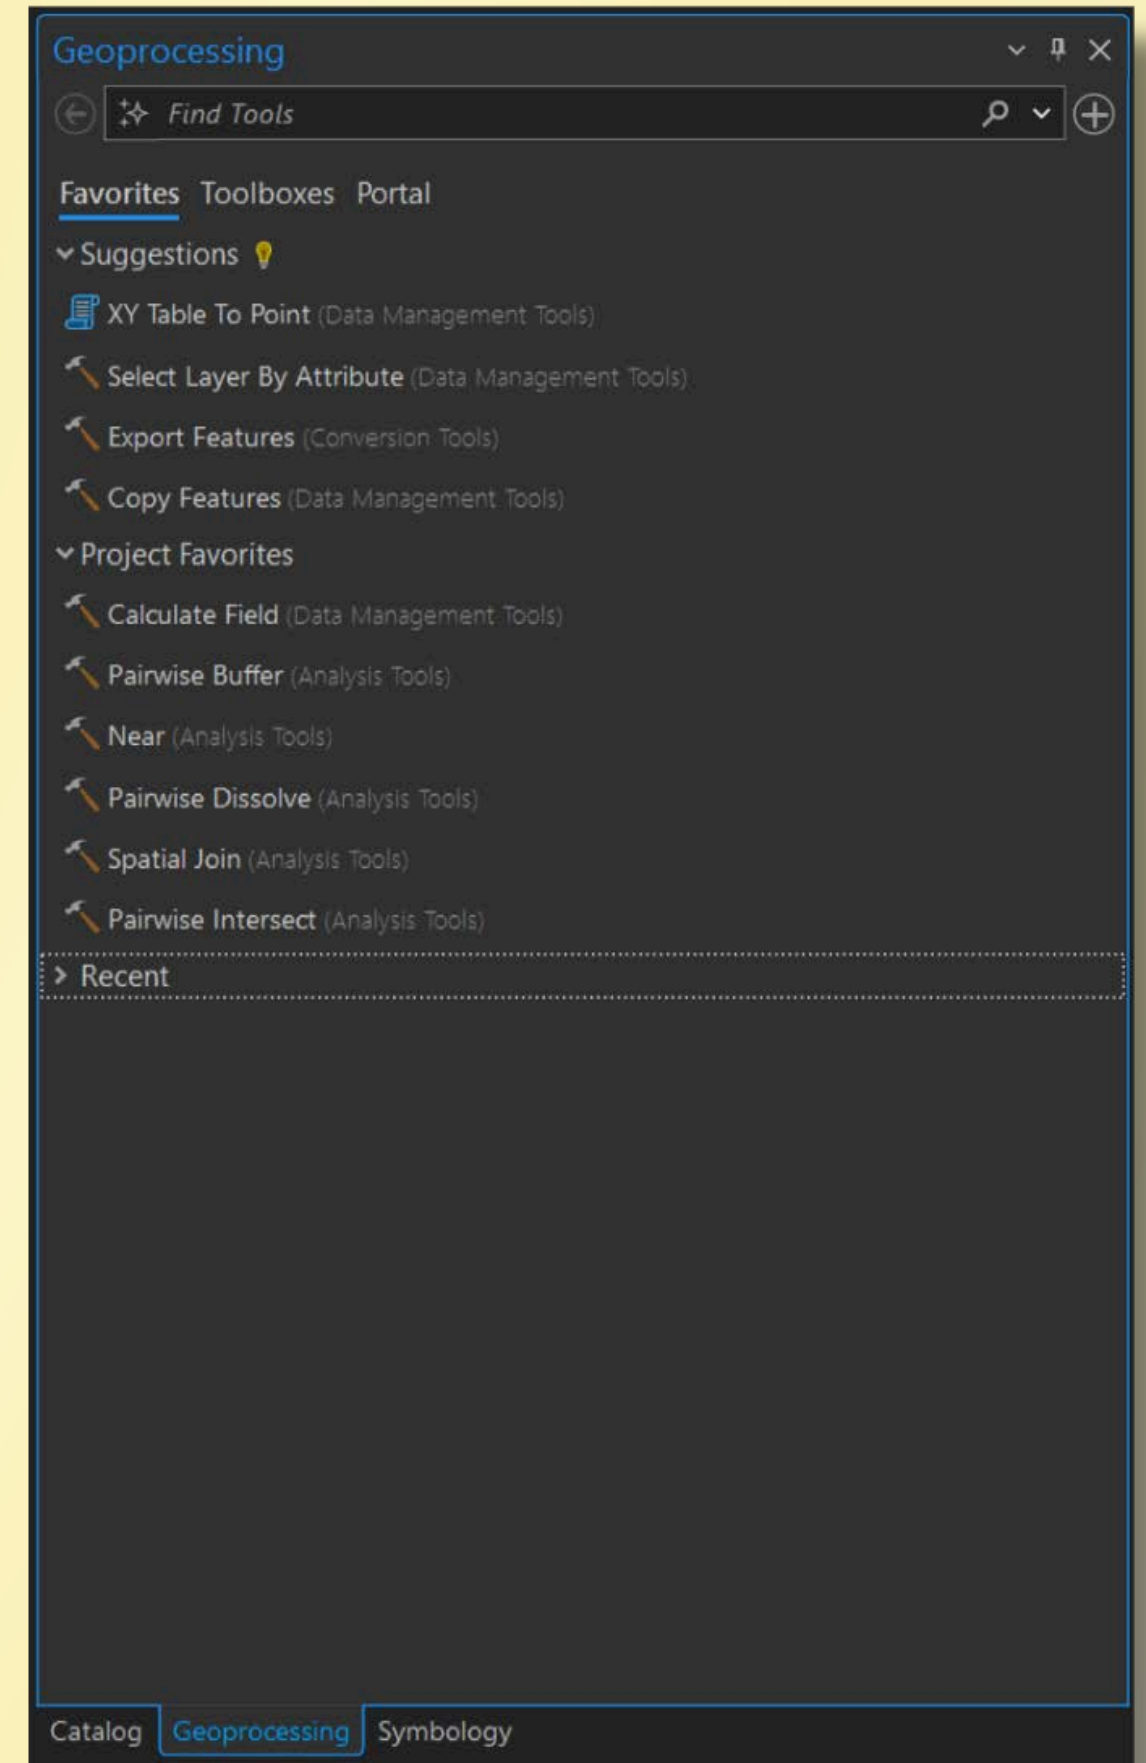 Geoprocessing
Find Tools
Favorites Toolboxes Portal
Suggestions
XY Table To Point (Data Management Tools)
Select Layer By Attribute (Data Management Tools)
Export Features (Conversion Tools)
Copy Features (Data Management Tools)
Project Favorites
Calculate Field (Data Management Tools)
Pairwise Buffer (Analysis Tools)
Near (Analysis Tools)
Pairwise Dissolve (Analysis Tools)
Spatial Join (Analysis Tools)
Pairwise Intersect (Analysis Tools)
Recent
Catalog Geoprocessing Symbology